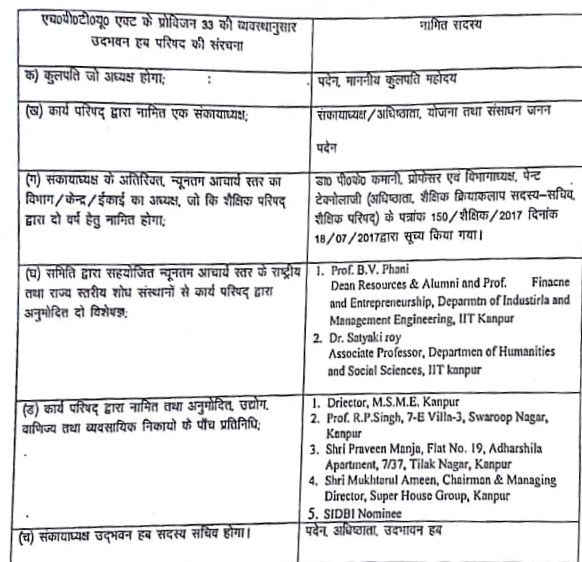 एच0पी0टी0यू0 एक्ट के प्रोविजन 33 की व्यवस्थानुसार
उदभवन हब परिषद की संरचना
नामित सदस्य
क) कुलपति जो अध्यक्ष होगा; :
पदेन, माननीय कुलपति महोदय
(ख) कार्य परिषद् द्वारा नामित एक संकायाध्यक्ष;
संकायाध्यक्ष/अधिष्ठाता, योजना तथा संसाधन जनन
पदेन
(ग) संकायाध्यक्ष के अतिरिक्त, न्यूनतम आचार्य स्तर का
विभाग/केन्द्र/ईकाई का अध्यक्ष, जो कि शैक्षिक परिषद्
द्वारा दो वर्ष हेतु नामित होगा;
डा0 पी0के0 कमानी, प्रोफेसर एवं विभागाध्यक्ष, पेन्ट
टेक्नोलाजी (अधिष्ठाता, शैक्षिक क्रियाकलाप सदस्य–सचिव,
शैक्षिक परिषद्) के पत्रांक 150/शैक्षिक/2017 दिनांक
18/07/2017द्वारा सूच्य किया गया।
(घ) समिति द्वारा सहयोजित न्यूनतम आचार्य स्तर के राष्ट्रीय
तथा राज्य स्तरीय शोध संस्थानों से कार्य परिषद् द्वारा
अनुमोदित दो विशेषज्ञ;
1. Prof. B.V. Phani
Dean Resources & Alumni and Prof. Finacne
and Entrepreneurship, Deparmtn of Industirla and
Management Engineering, IIT Kanpur
2. Dr. Satyaki roy
Associate Professor, Departmen of Humanities
and Social Sciences, IIT kanpur
(ड) कार्य परिषद् द्वारा नामित तथा अनुमोदित, उद्योग,
वाणिज्य तथा व्यवसायिक निकायो के पाँच प्रतिनिधि;
1. Driector, M.S.M.E. Kanpur
2. Prof. R.P.Singh, 7-E Villa-3, Swaroop Nagar,
Kanpur
3. Shri Praveen Manja, Flat No. 19, Adharshila
Apartment, 7/37, Tilak Nagar, Kanpur
4. Shri Mukhtarul Ameen, Chairman & Managing
Director, Super House Group, Kanpur
5. SIDBI Nominee
(च) संकायाध्यक्ष उद्भवन हब सदस्य सचिव होगा।
पदेन, अधिष्ठाता, उदभावन हब